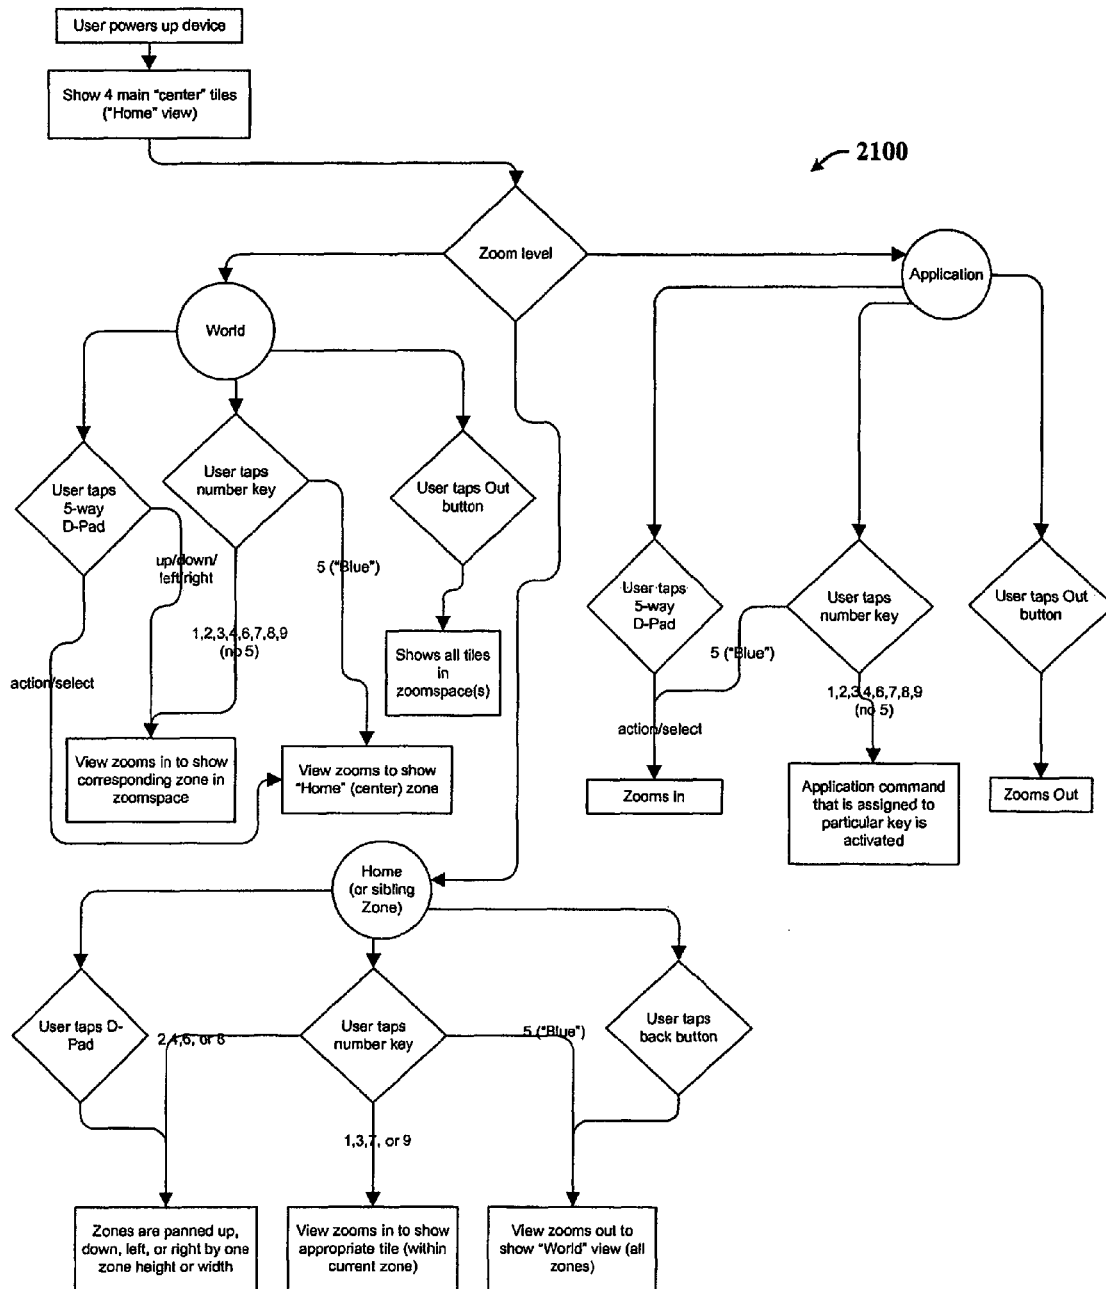 User powers up device
Show 4 main "center" tiles
("Home" view)
2100
Zoom level
Application
World
User taps
5-way
D-Pad
User taps
number key
User taps Out
button
up/down/
left/right
5 ("Blue")
1,2,3,4,6,7,8,9
(no 5)
action/select
Shows all tiles
in
zoomspace(s)
View zooms in to show
corresponding zone in
zoomspace
View zooms to show
"Home" (center) zone
User taps
5-way
D-Pad
User taps
number key
User taps Out
button
5 ("Blue")
1,2,3,4,6,7,8,9
(no 5)
action/select
Zooms In
Application command
that is assigned to
particular key is
activated
Zooms Out
Home
(or sibling
Zone)
User taps D-
Pad
2,4,6, or 8
User taps
number key
5 ("Blue")
User taps
back button
1,3,7, or 9
Zones are panned up,
down, left, or right by one
zone height or width
View zooms in to show
appropriate tile (within
current zone)
View zooms out to
show "World" view (all
zones)